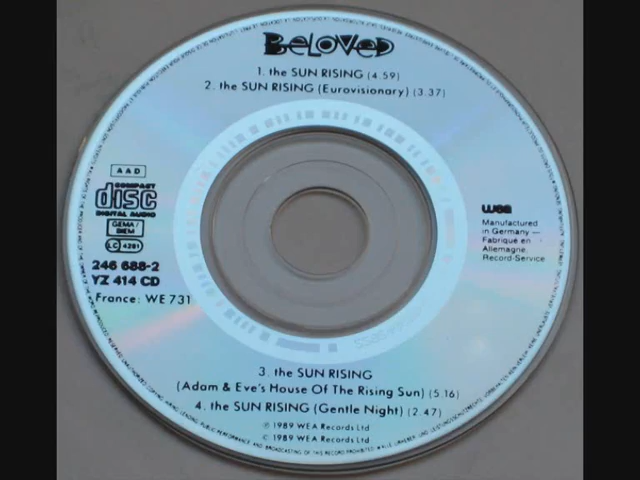 BELOVED
1. the SUN RISING (4.59)
2. the SUN RISING (Eurovisionary) (3.37)
AAD
COMPACT
disc
DIGITAL AUDIO
GEMA/
BIEM
LC 4281
246 688-2
YZ 414 CD
France: WE 731
wea
Manufactured
in Germany —
Fabriqué en
Allemagne.
Record-Service
3. the SUN RISING
(Adam & Eve's House Of The Rising Sun) (5.16)
4. the SUN RISING (Gentle Night) (2.47)
℗ 1989 WEA Records Ltd
© 1989 WEA Records Ltd